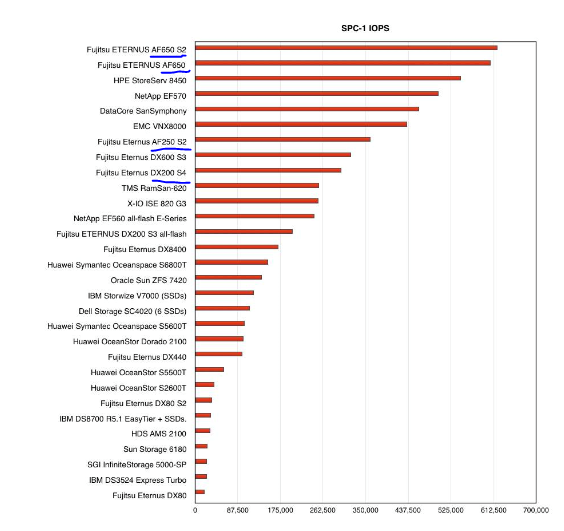 SPC-1 IOPS
Fujitsu ETERNUS AF650 S2
Fujitsu ETERNUS AF650
HPE StoreServ 8450
NetApp EF570
DataCore SanSymphony
EMC VNX8000
Fujitsu Eternus AF250 S2
Fujitsu Eternus DX600 S3
Fujitsu Eternus DX200 S4
TMS RamSan-620
X-IO ISE 820 G3
NetApp EF560 all-flash E-Series
Fujitsu ETERNUS DX200 S3 all-flash
Fujitsu Eternus DX8400
Huawei Symantec Oceanspace S6800T
Oracle Sun ZFS 7420
IBM Storwize V7000 (SSDs)
Dell Storage SC4020 (6 SSDs)
Huawei Symantec Oceanspace S5600T
Huawei OceanStor Dorado 2100
Fujitsu Eternus DX440
Huawei OceanStor S5500T
Huawei OceanStor S2600T
Fujitsu Eternus DX80 S2
IBM DS8700 R5.1 EasyTier + SSDs.
HDS AMS 2100
Sun Storage 6180
SGI InfiniteStorage 5000-SP
IBM DS3524 Express Turbo
Fujitsu Eternus DX80
0 87,500 175,000 262,500 350,000 437,500 525,000 612,500 700,000